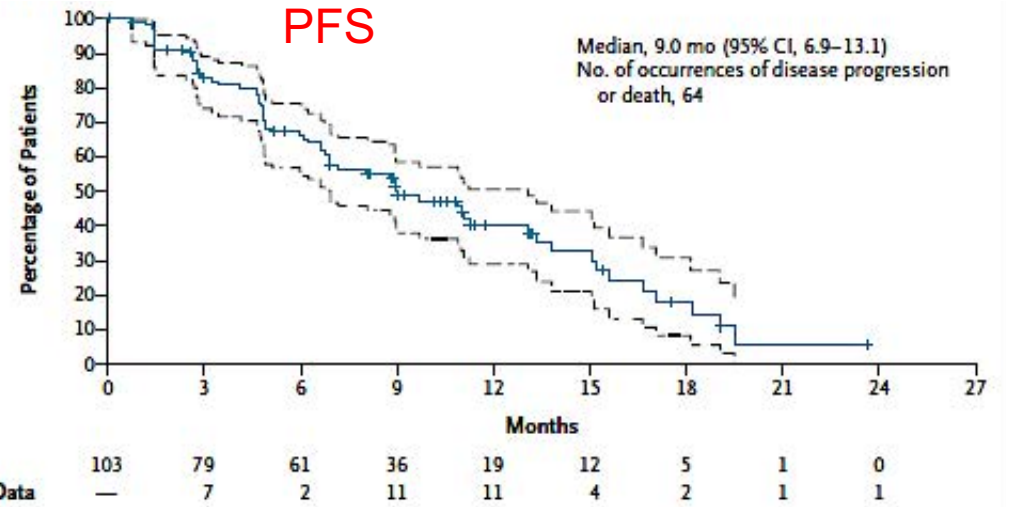 PFS
Median, 9.0 mo (95% CI, 6.9–13.1)
No. of occurrences of disease progression
or death, 64
Percentage of Patients
100
90
80
70
60
50
40
30
20
10
0
0 3 6 9 12 15 18 21 24 27
Months
103 79 61 36 19 12 5 1 0
Data — 7 2 11 11 4 2 1 1